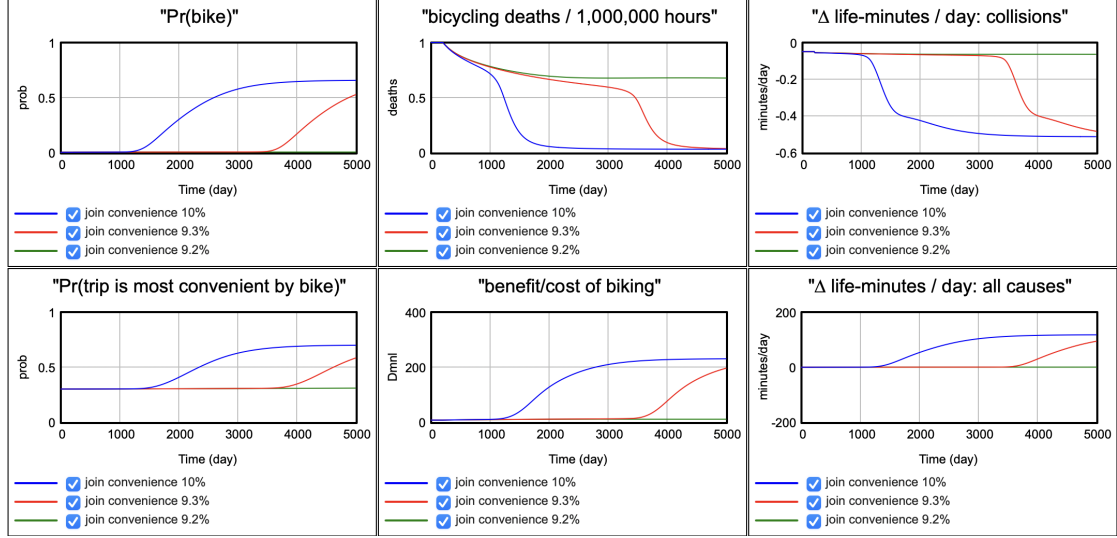 "Pr(bike)"
1
0.5
0
prob
0 1000 2000 3000 4000 5000
Time (day)
join convenience 10%
join convenience 9.3%
join convenience 9.2%
"bicycling deaths / 1,000,000 hours"
1
0.5
0
deaths
0 1000 2000 3000 4000 5000
Time (day)
join convenience 10%
join convenience 9.3%
join convenience 9.2%
"Δ life-minutes / day: collisions"
0
-0.2
-0.4
-0.6
minutes/day
0 1000 2000 3000 4000 5000
Time (day)
join convenience 10%
join convenience 9.3%
join convenience 9.2%
"Pr(trip is most convenient by bike)"
1
0.5
0
prob
0 1000 2000 3000 4000 5000
Time (day)
join convenience 10%
join convenience 9.3%
join convenience 9.2%
"benefit/cost of biking"
400
200
0
Dmnl
0 1000 2000 3000 4000 5000
Time (day)
join convenience 10%
join convenience 9.3%
join convenience 9.2%
"Δ life-minutes / day: all causes"
200
0
-200
minutes/day
0 1000 2000 3000 4000 5000
Time (day)
join convenience 10%
join convenience 9.3%
join convenience 9.2%